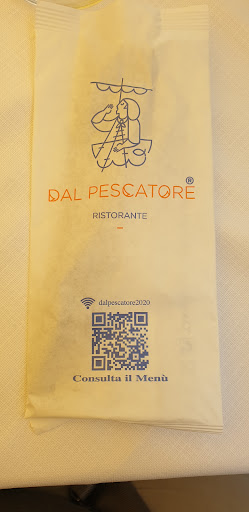 DAL PESCATORE®
RISTORANTE
dalpescatore2020
Consulta il Menù